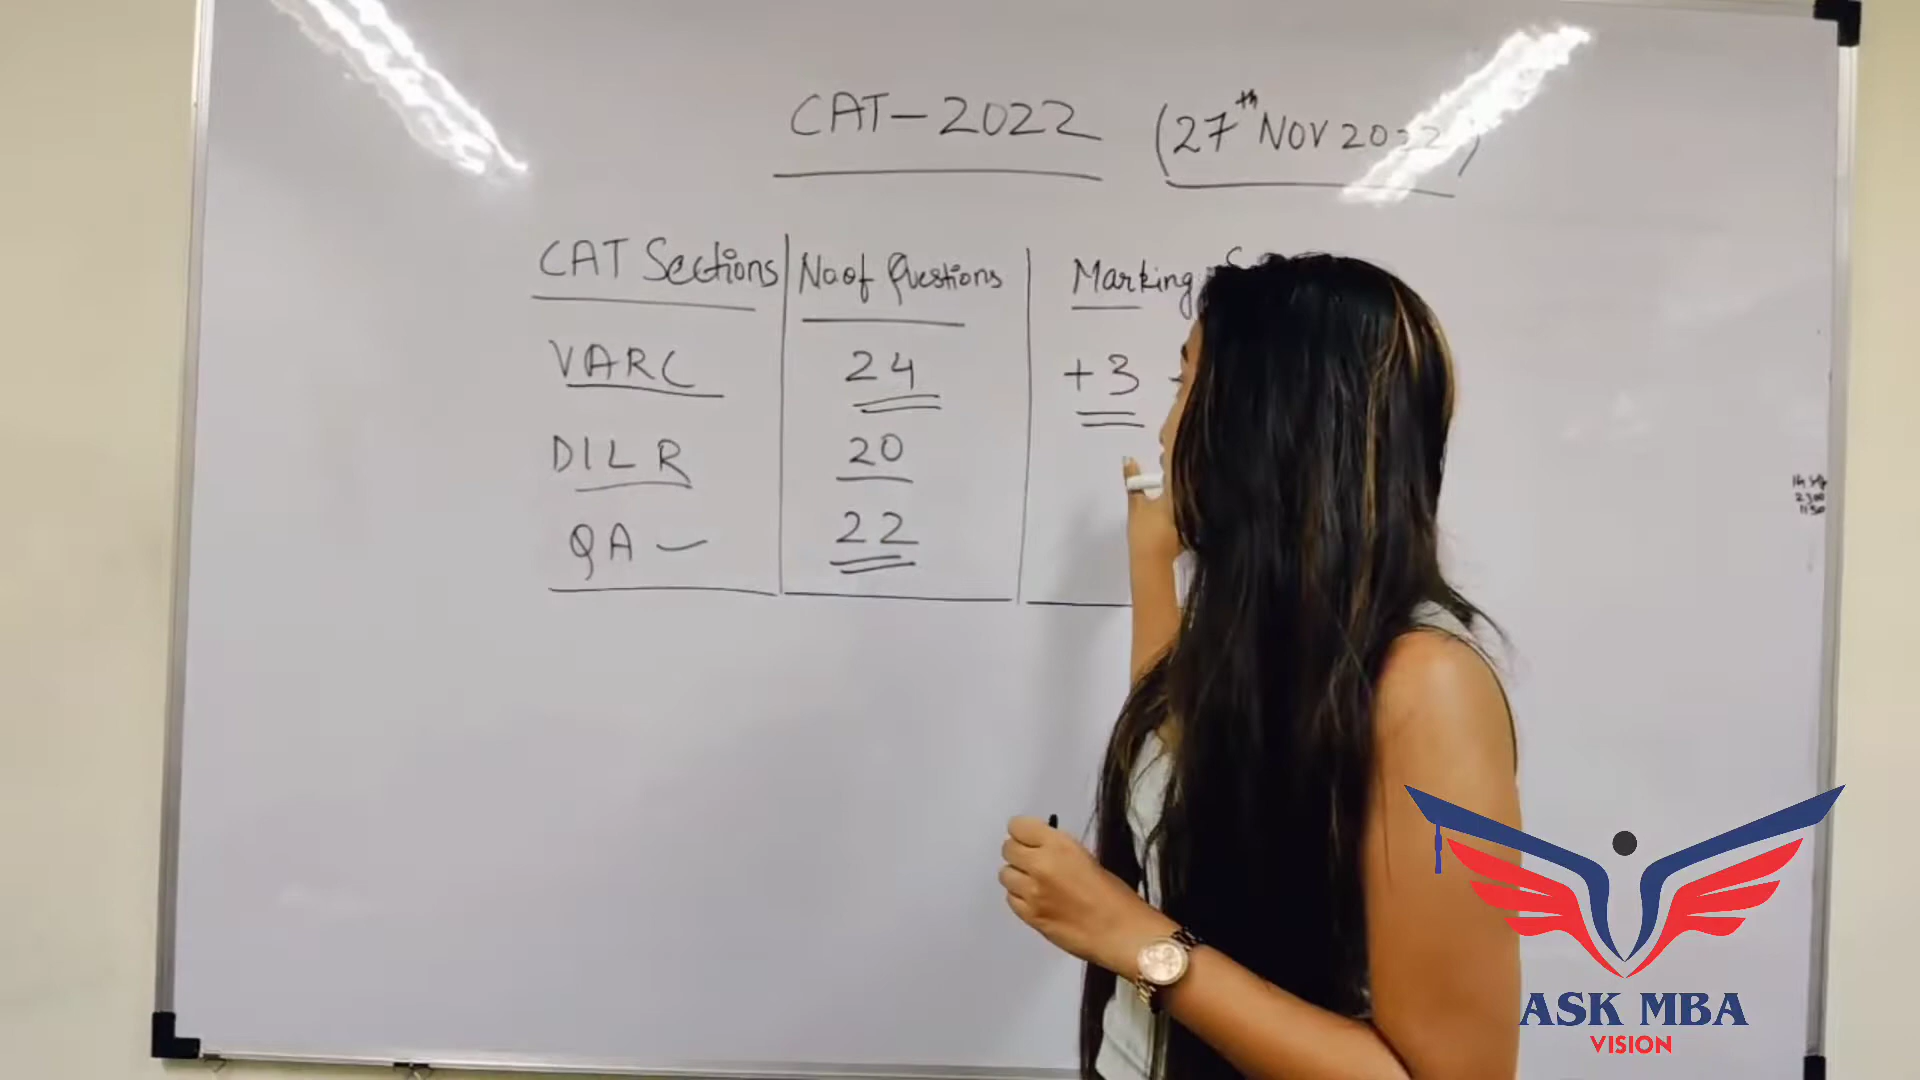 CAT-2022 (27th NOV 2022)
CAT Sections No of Questions Marking
VARC 24 +3
DILR 20
QA 22
ASK MBA
VISION